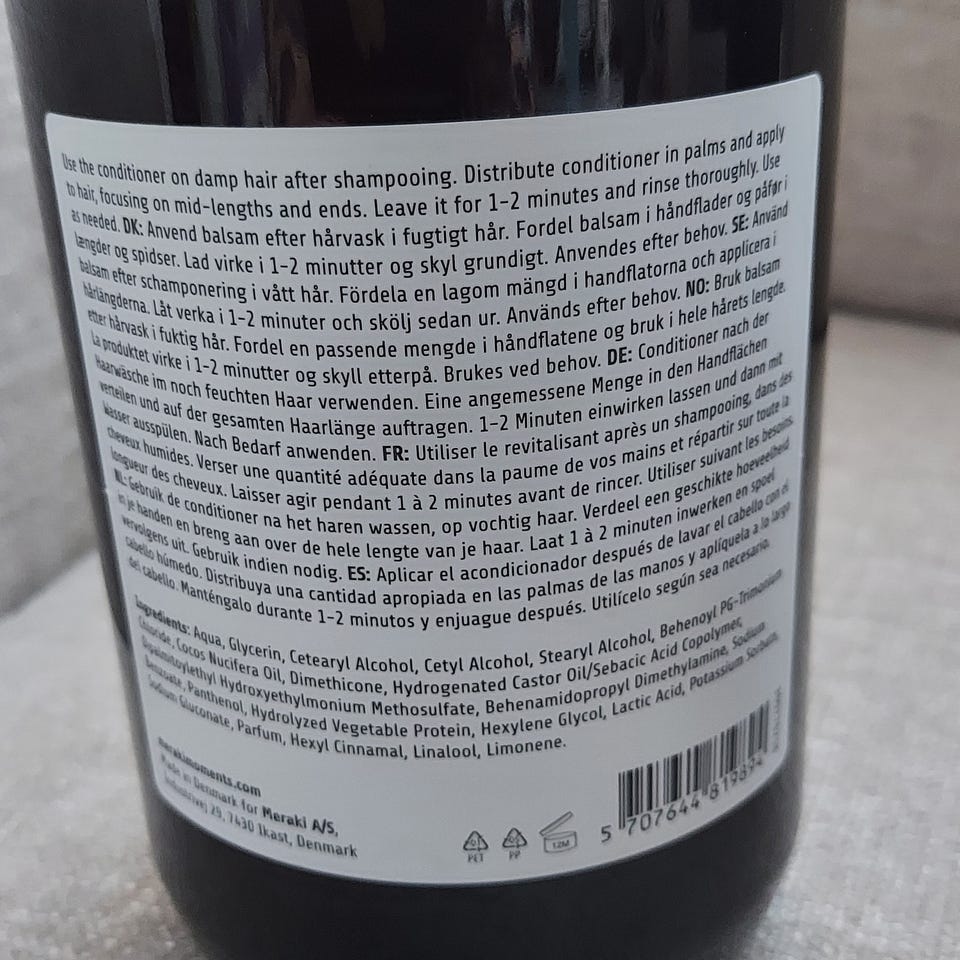 Use the conditioner on damp hair after shampooing. Distribute conditioner in palms and apply
to hair, focusing on mid-lengths and ends. Leave it for 1-2 minutes and rinse thoroughly. Use
as needed. DK: Anvend balsam efter hårvask i fugtigt hår. Fordel balsam i håndflader og påfør i
længder og spidser. Lad virke i 1-2 minutter og skyl grundigt. Anvendes efter behov. SE: Använd
balsam efter schamponering i vått hår. Fördela en lagom mängd i handflatorna och applicera i
hårlängderna. Låt verka i 1-2 minuter och skölj sedan ur. Används efter behov. NO: Bruk balsam
etter hårvask i fuktig hår. Fordel en passende mengde i håndflatene og bruk i hele hårets lengde.
La produktet virke i 1-2 minutter og skyll etterpå. Brukes ved behov. DE: Conditioner nach der
Haarwäsche im noch feuchten Haar verwenden. Eine angemessene Menge in den Handflächen
verteilen und auf der gesamten Haarlänge auftragen. 1-2 Minuten einwirken lassen und dann mit
Wasser ausspülen. Nach Bedarf anwenden. FR: Utiliser le revitalisant après un shampooing, dans des
cheveux humides. Verser une quantité adéquate dans la paume de vos mains et répartir sur toute la
longueur des cheveux. Laisser agir pendant 1 à 2 minutes avant de rincer. Utiliser suivant les besoins.
NL: Gebruik de conditioner na het haren wassen, op vochtig haar. Verdeel een geschikte hoeveelheid
in je handen en breng aan over de hele lengte van je haar. Laat 1 à 2 minuten inwerken en spoel
vervolgens uit. Gebruik indien nodig. ES: Aplicar el acondicionador después de lavar el cabello con el
cabello húmedo. Distribuya una cantidad apropiada en las palmas de las manos y aplíquela a lo largo
del cabello. Manténgalo durante 1-2 minutos y enjuague después. Utilícelo según sea necesario.
Ingredients: Aqua, Glycerin, Cetearyl Alcohol, Cetyl Alcohol, Stearyl Alcohol, Behenoyl PG-Trimonium
Chloride, Cocos Nucifera Oil, Dimethicone, Hydrogenated Castor Oil/Sebacic Acid Copolymer,
Dipalmitoylethyl Hydroxyethylmonium Methosulfate, Behenamidopropyl Dimethylamine, Sodium
Benzoate, Panthenol, Hydrolyzed Vegetable Protein, Hexylene Glycol, Lactic Acid, Potassium Sorbate,
Sodium Gluconate, Parfum, Hexyl Cinnamal, Linalool, Limonene.
merakimoments.com
Made in Denmark for Meraki A/S,
Industrivej 29, 7430 Ikast, Denmark
PET
PP
12M
5 707644 819894